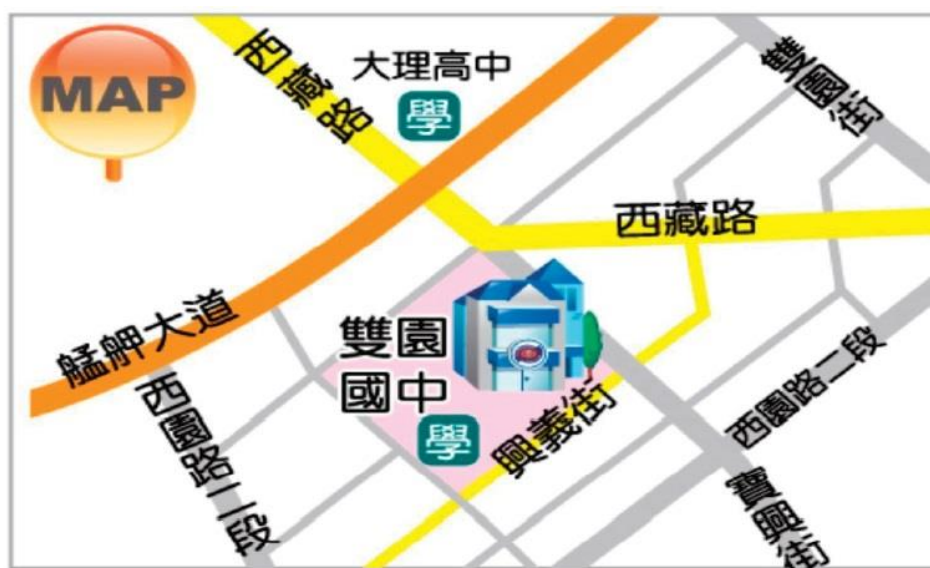 MAP
西藏路
大理高中
學
雙園街
西藏路
艋舺大道
雙園
國中
學
興義街
西園路二段
西園路二段
寶興街